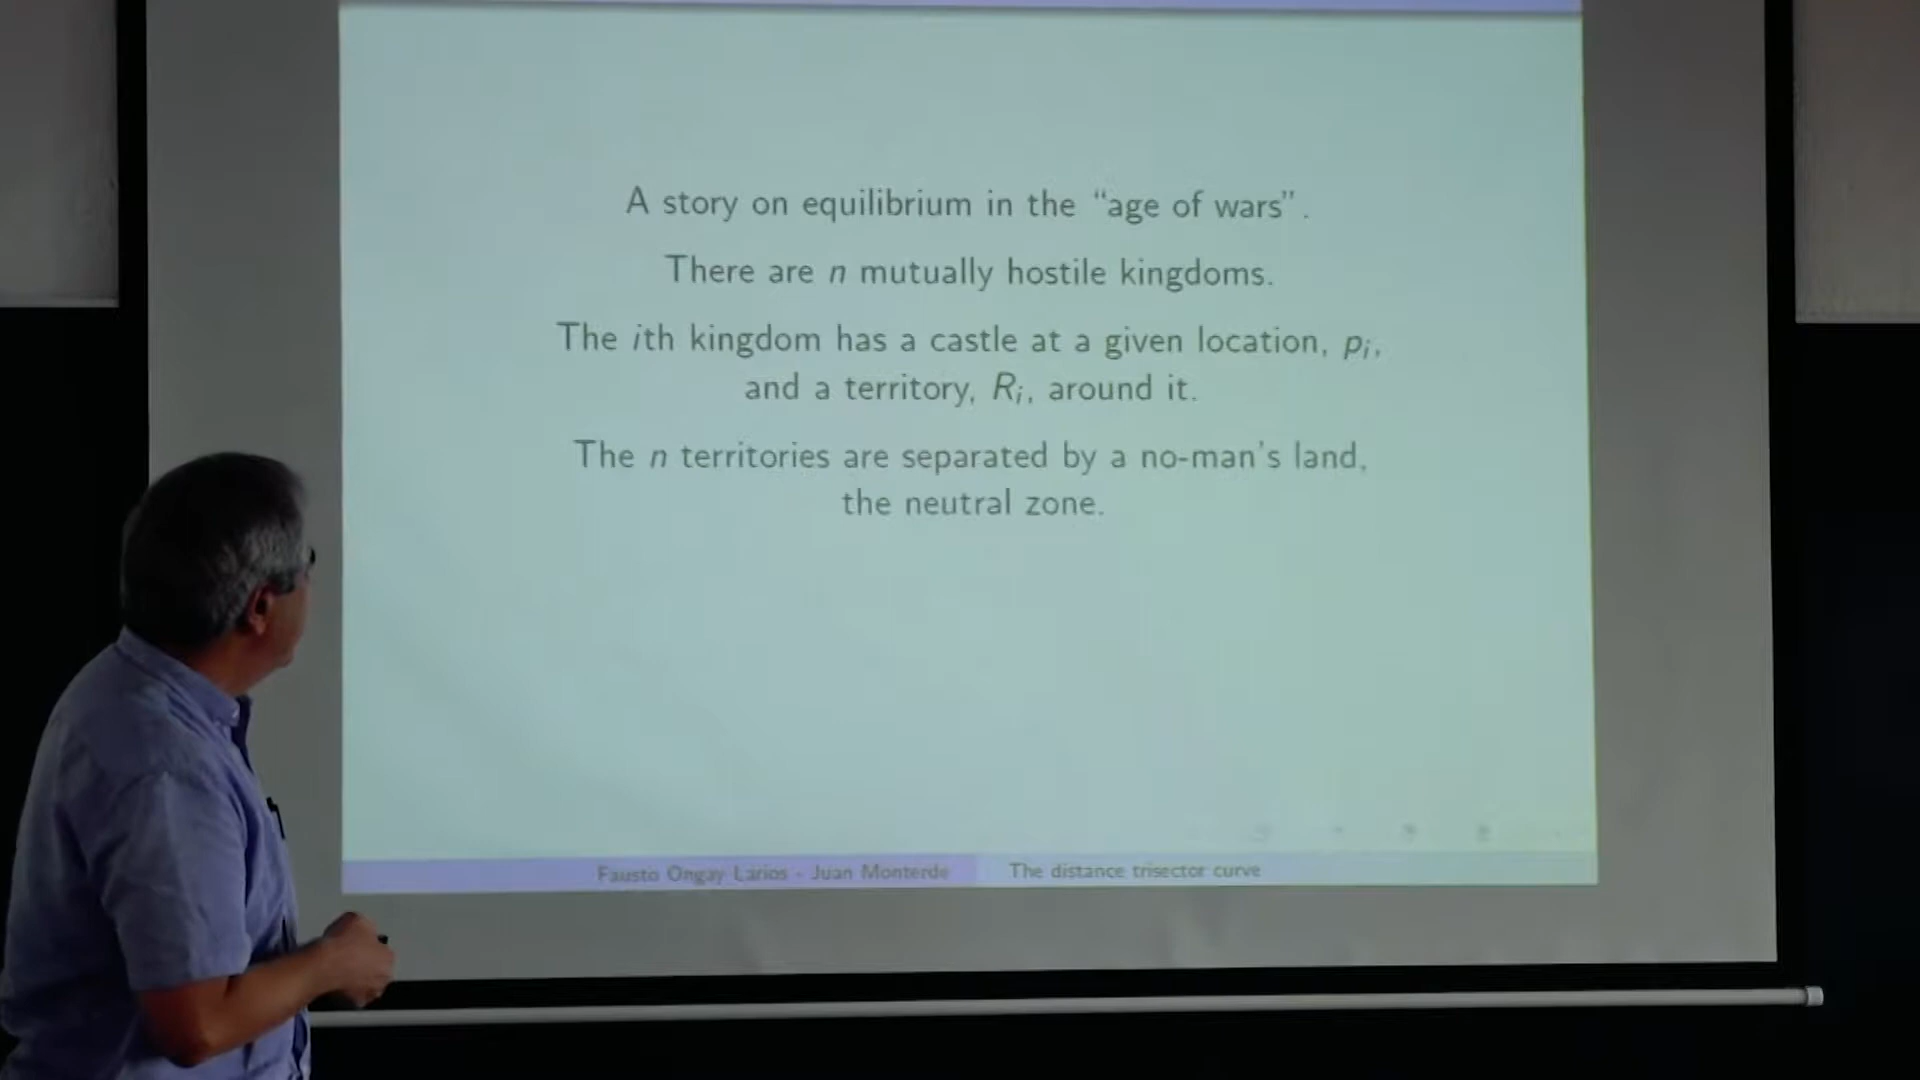 A story on equilibrium in the “age of wars”.
There are n mutually hostile kingdoms.
The ith kingdom has a castle at a given location, pi,
and a territory, Ri, around it.
The n territories are separated by a no-man's land,
the neutral zone.
Fausto Ongay Larios - Juan Monterde The distance trisector curve